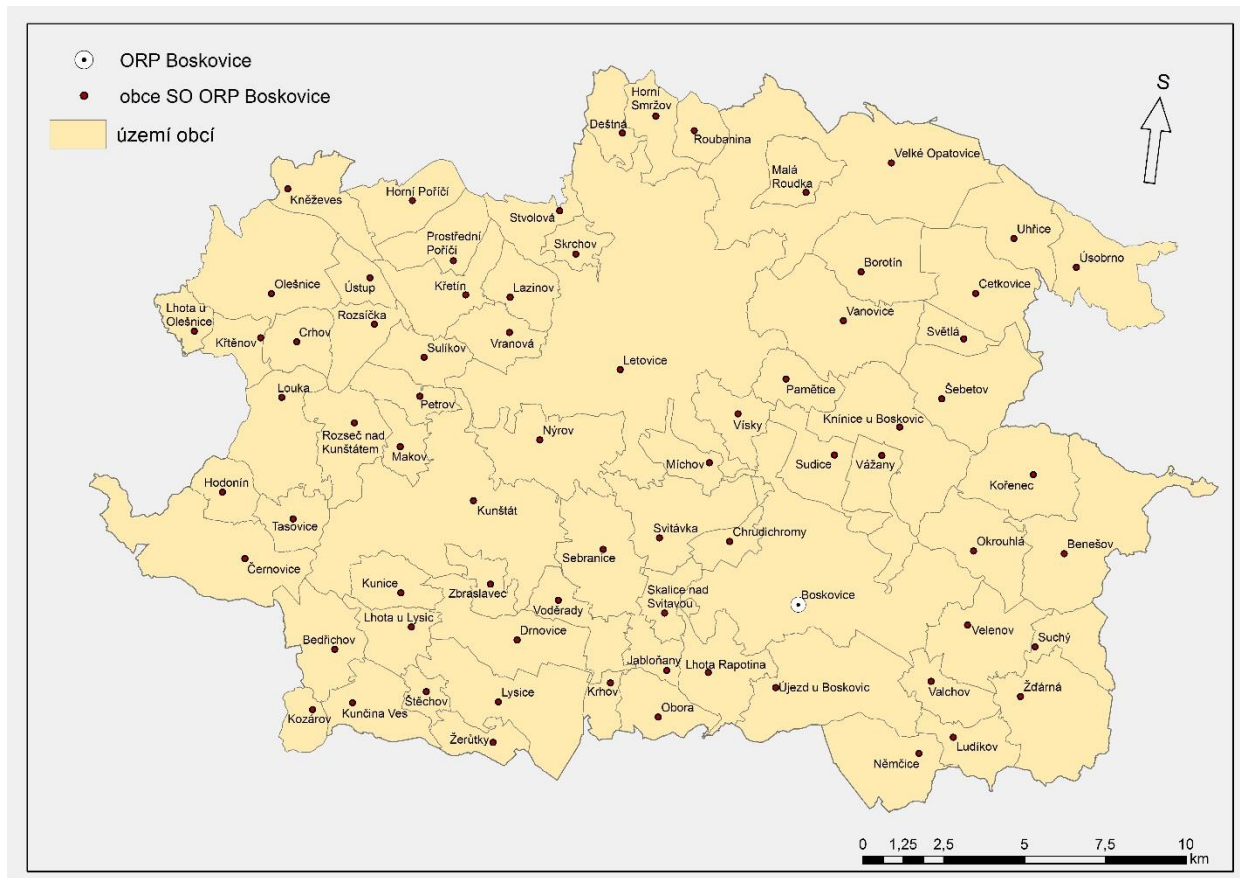 ORP Boskovice
obce SO ORP Boskovice
území obcí
S
Horní
Smržov
Deštná
Roubanina
Velké Opatovice
Malá
Roudka
Kněževes
Horní Poříčí
Stvolová
Uhřice
Prostřední
Poříčí
Skrchov
Úsobrno
Borotín
Olešnice
Ústup
Křetín
Lazinov
Cetkovice
Lhota u
Olešnice
Rozsíčka
Vanovice
Křtěnov
Crhov
Vranová
Světlá
Sulíkov
Letovice
Louka
Petrov
Pamětice
Šebetov
Vísky
Knínice u Boskovic
Rozseč nad
Kunštátem
Nýrov
Makov
Míchov
Sudice
Vážany
Hodonín
Kořenec
Kunštát
Tasovice
Svitávka
Chrudichromy
Sebranice
Okrouhlá
Benešov
Černovice
Kunice
Zbraslavec
Skalice nad
Svitavou
Boskovice
Voděrady
Lhota u Lysic
Velenov
Bedřichov
Drnovice
Suchý
Jabloňany
Lhota Rapotina
Krhov
Újezd u Boskovic
Valchov
Ždárná
Kozárov
Kunčina Ves
Štěchov
Lysice
Obora
Žerůtky
Ludíkov
Němčice
0 1,25 2,5 5 7,5 10
km